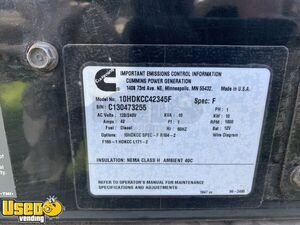 IMPORTANT EMISSIONS CONTROL INFORMATION
CUMMINS POWER GENERATION
1400 73rd Ave. NE, Minneapolis, MN 55432. Made in U.S.A.
Model No: 10HDKCC42345F Spec: F
S/N: C130473255 PH: 1
AC Volts: 120/240V KVA: 10 KW: 10
Amps: 42 Pf: 1 RPM: 1800
Fuel: Diesel Hz: 60HZ Bat: 12V
Wiring Diagram
INSULATION: NEMA CLASS H AMBIENT 40C
REFER TO OPERATOR'S MANUAL FOR MAINTENANCE
SPECIFICATIONS AND ADJUSTMENTS
Used
vending